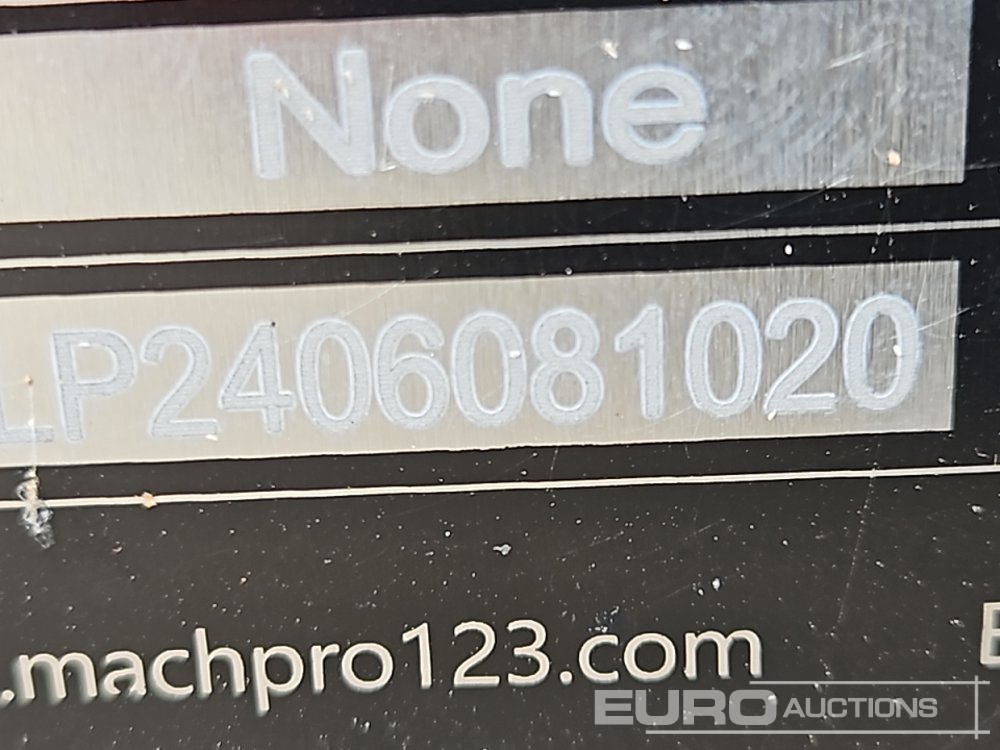 None
LP2406081020
.machpro123.com
E
EURO AUCTIONS